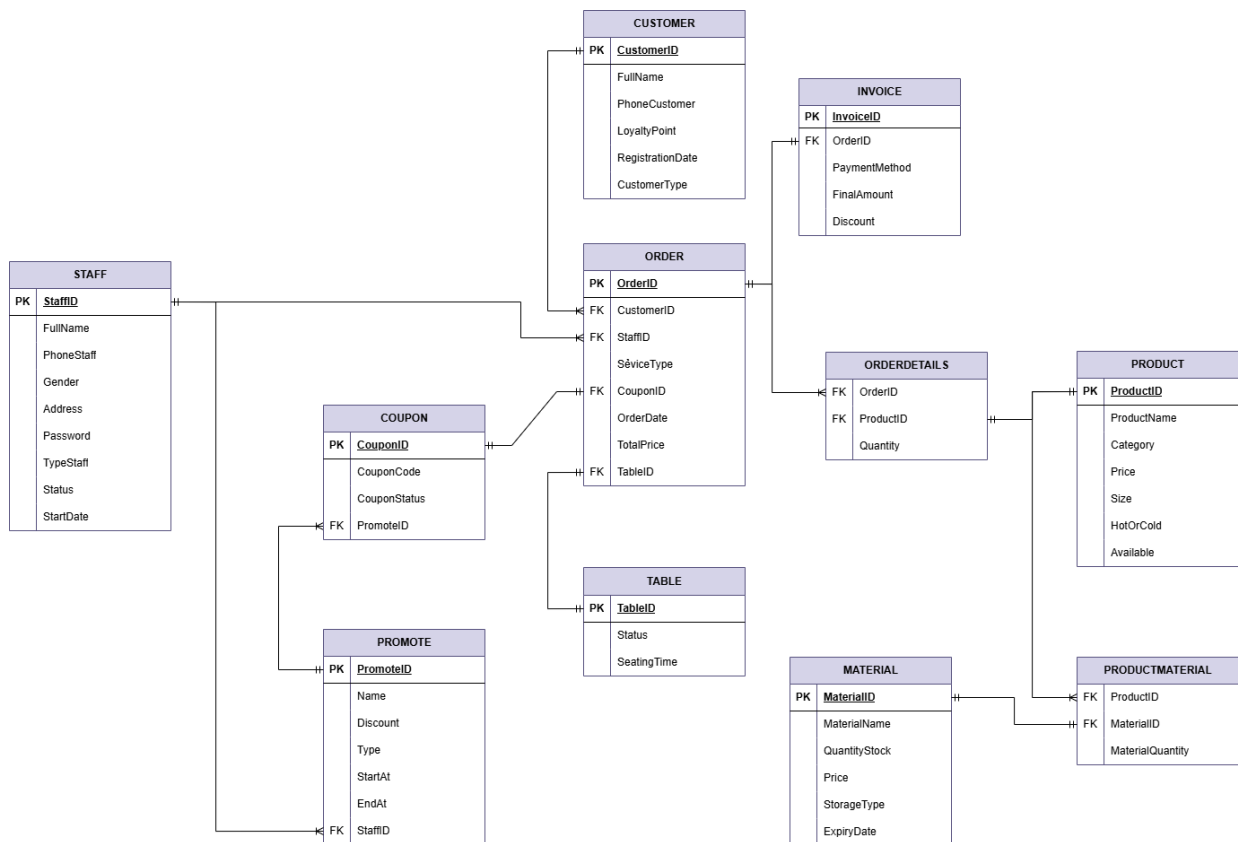 CUSTOMER
PK CustomerID
FullName
PhoneCustomer
LoyaltyPoint
RegistrationDate
CustomerType
INVOICE
PK InvoiceID
FK OrderID
PaymentMethod
FinalAmount
Discount
STAFF
PK StaffID
FullName
PhoneStaff
Gender
Address
Password
TypeStaff
Status
StartDate
ORDER
PK OrderID
FK CustomerID
FK StaffID
SẻviceType
FK CouponID
OrderDate
TotalPrice
FK TableID
ORDERDETAILS
FK OrderID
FK ProductID
Quantity
PRODUCT
PK ProductID
ProductName
Category
Price
Size
HotOrCold
Available
COUPON
PK CouponID
CouponCode
CouponStatus
FK PromoteID
TABLE
PK TableID
Status
SeatingTime
PROMOTE
PK PromoteID
Name
Discount
Type
StartAt
EndAt
FK StaffID
MATERIAL
PK MaterialID
MaterialName
QuantityStock
Price
StorageType
ExpiryDate
PRODUCTMATERIAL
FK ProductID
FK MaterialID
MaterialQuantity